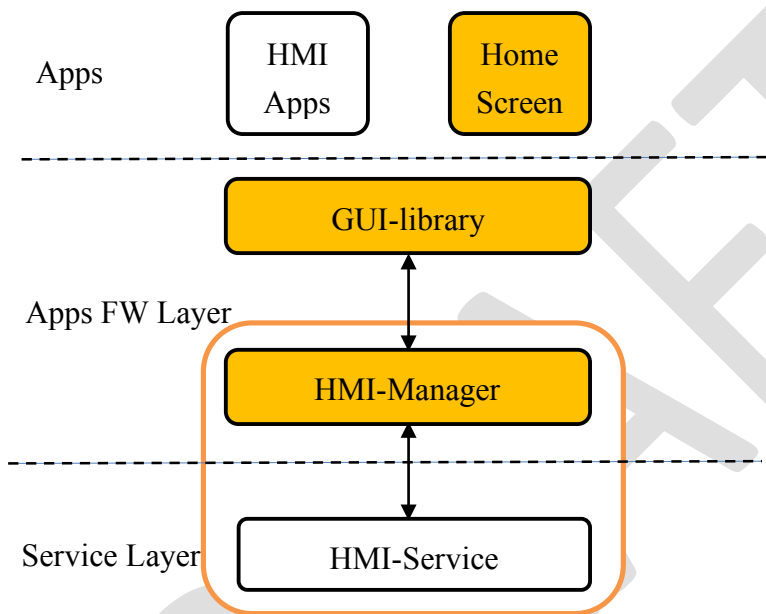 Apps
HMI
Apps
Home
Screen
GUI-library
Apps FW Layer
HMI-Manager
Service Layer
HMI-Service